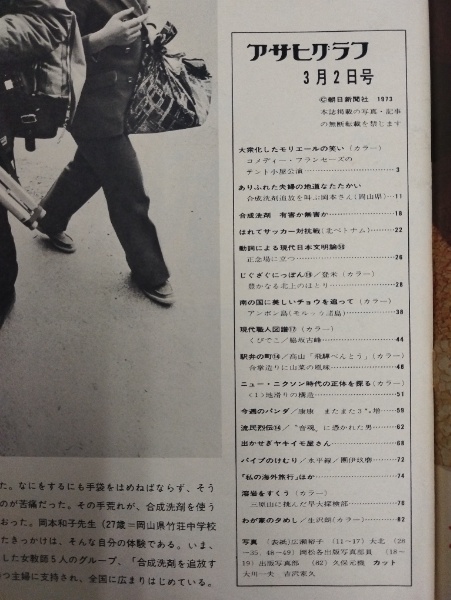 アサヒグラフ
3月2日号
©朝日新聞社 1973
本誌掲載の写真・記事
の無断転載を禁じます
大衆化したモリエールの笑い（カラー）
コメディー・フランセーズの
テント小屋公演 3
ありふれた夫婦の地道なたたかい
合成洗剤追放を叫ぶ岡本さん（岡山県） 11
合成洗剤 有害か無害か 18
はれてサッカー対抗戦（北ベトナム） 22
動詞による現代日本文明論
正念場に立つ 26
じぐざぐにっぽん／登米（カラー）
豊かなる北上のほとり 28
南の国に美しいチョウを追って（カラー）
アンボン島（モルッカ諸島） 38
現代職人図譜（カラー）
くびでこ／脇坂古峰 44
駅弁の町／高山「飛騨べんとう」（カラー）
合掌造りに山菜の風味 46
ニュー・ニクソン時代の正体を探る（カラー）
〈1〉地滑りの構造 51
今週のパンダ／康康 またまた3%増 59
流民烈伝／“音魂”に憑かれた男 62
出かせぎヤキイモ屋さん 68
パイプのけむり／水平線／團伊玖磨 72
「私の海外旅行」ほか 74
溶岩をすくう（カラー）
三原山に挑んだ早大探検部 76
わが家の夕めし／生沢朗（カラー） 82
写真 〔表紙〕広瀬裕子 （11〜17）大北 （28
〜35、48〜49）岡松各出版写真部員 （18〜
19）出版写真部 （82）久保元機 カット
大川一夫 吉沢家久
た。なにをするにも手袋をはめねばならず、そう
のが苦痛だった。その手荒れが、合成洗剤を使う
おった。岡本和子先生（27歳＝岡山県竹荘中学校
たきっかけは、そんな自分の体験である。いま、
した女教師5人のグループ、「合成洗剤を追放す
つ主婦に支持され、全国に広まりはじめている。